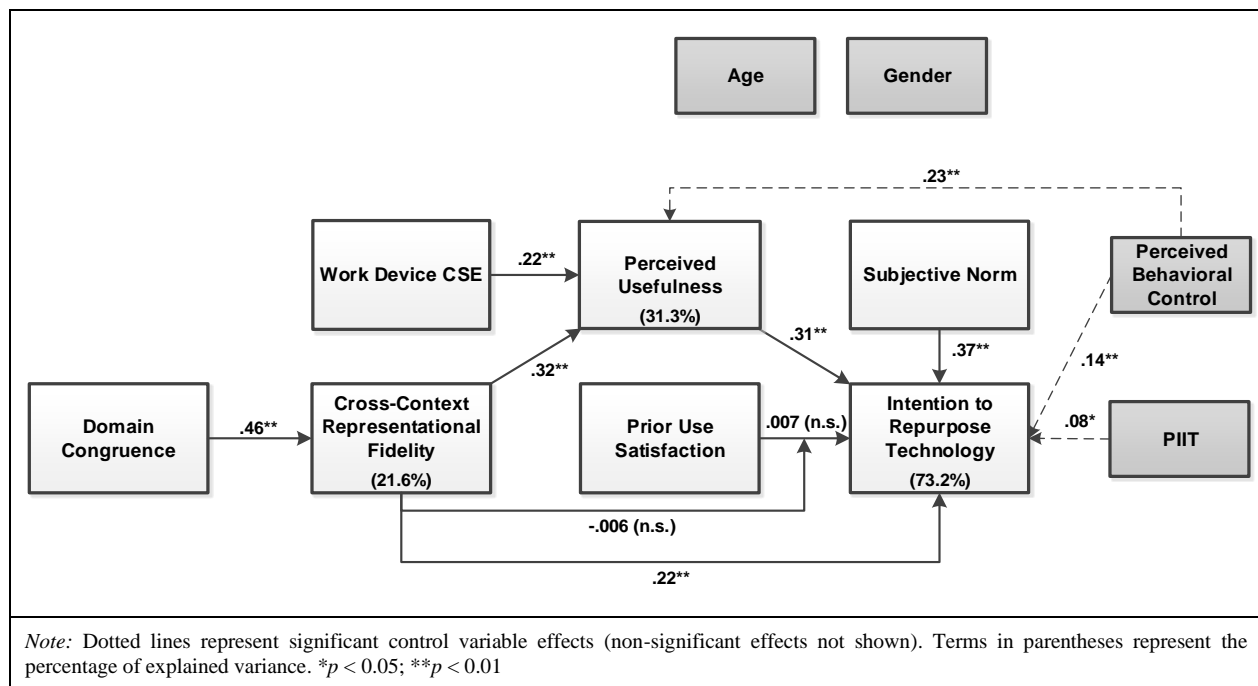 Age
Gender
.23**
Work Device CSE
.22**
Perceived
Usefulness
(31.3%)
Subjective Norm
Perceived
Behavioral
Control
.31**
.37**
.14**
.32**
Domain
Congruence
.46**
Cross-Context
Representational
Fidelity
(21.6%)
Prior Use
Satisfaction
.007 (n.s.)
Intention to
Repurpose
Technology
(73.2%)
.08*
PIIT
-.006 (n.s.)
.22**
Note: Dotted lines represent significant control variable effects (non-significant effects not shown). Terms in parentheses represent the
percentage of explained variance. *p < 0.05; **p < 0.01